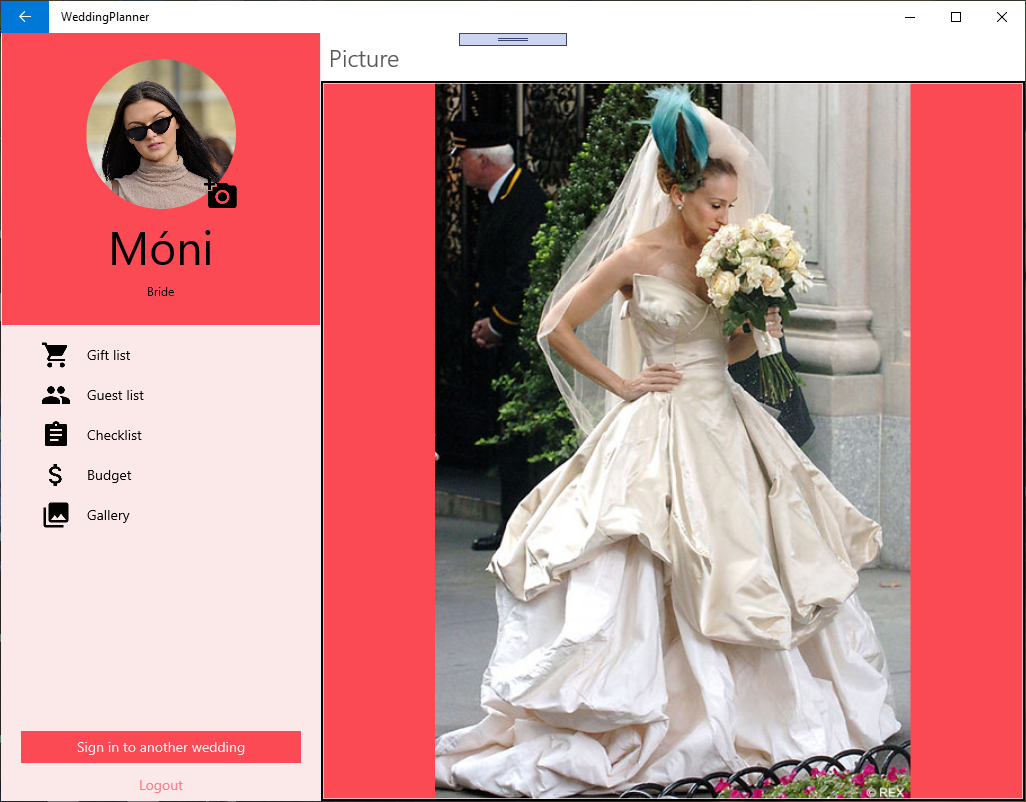 WeddingPlanner
Picture
Móni
Bride
Gift list
Guest list
Checklist
Budget
Gallery
Sign in to another wedding
Logout
© REX